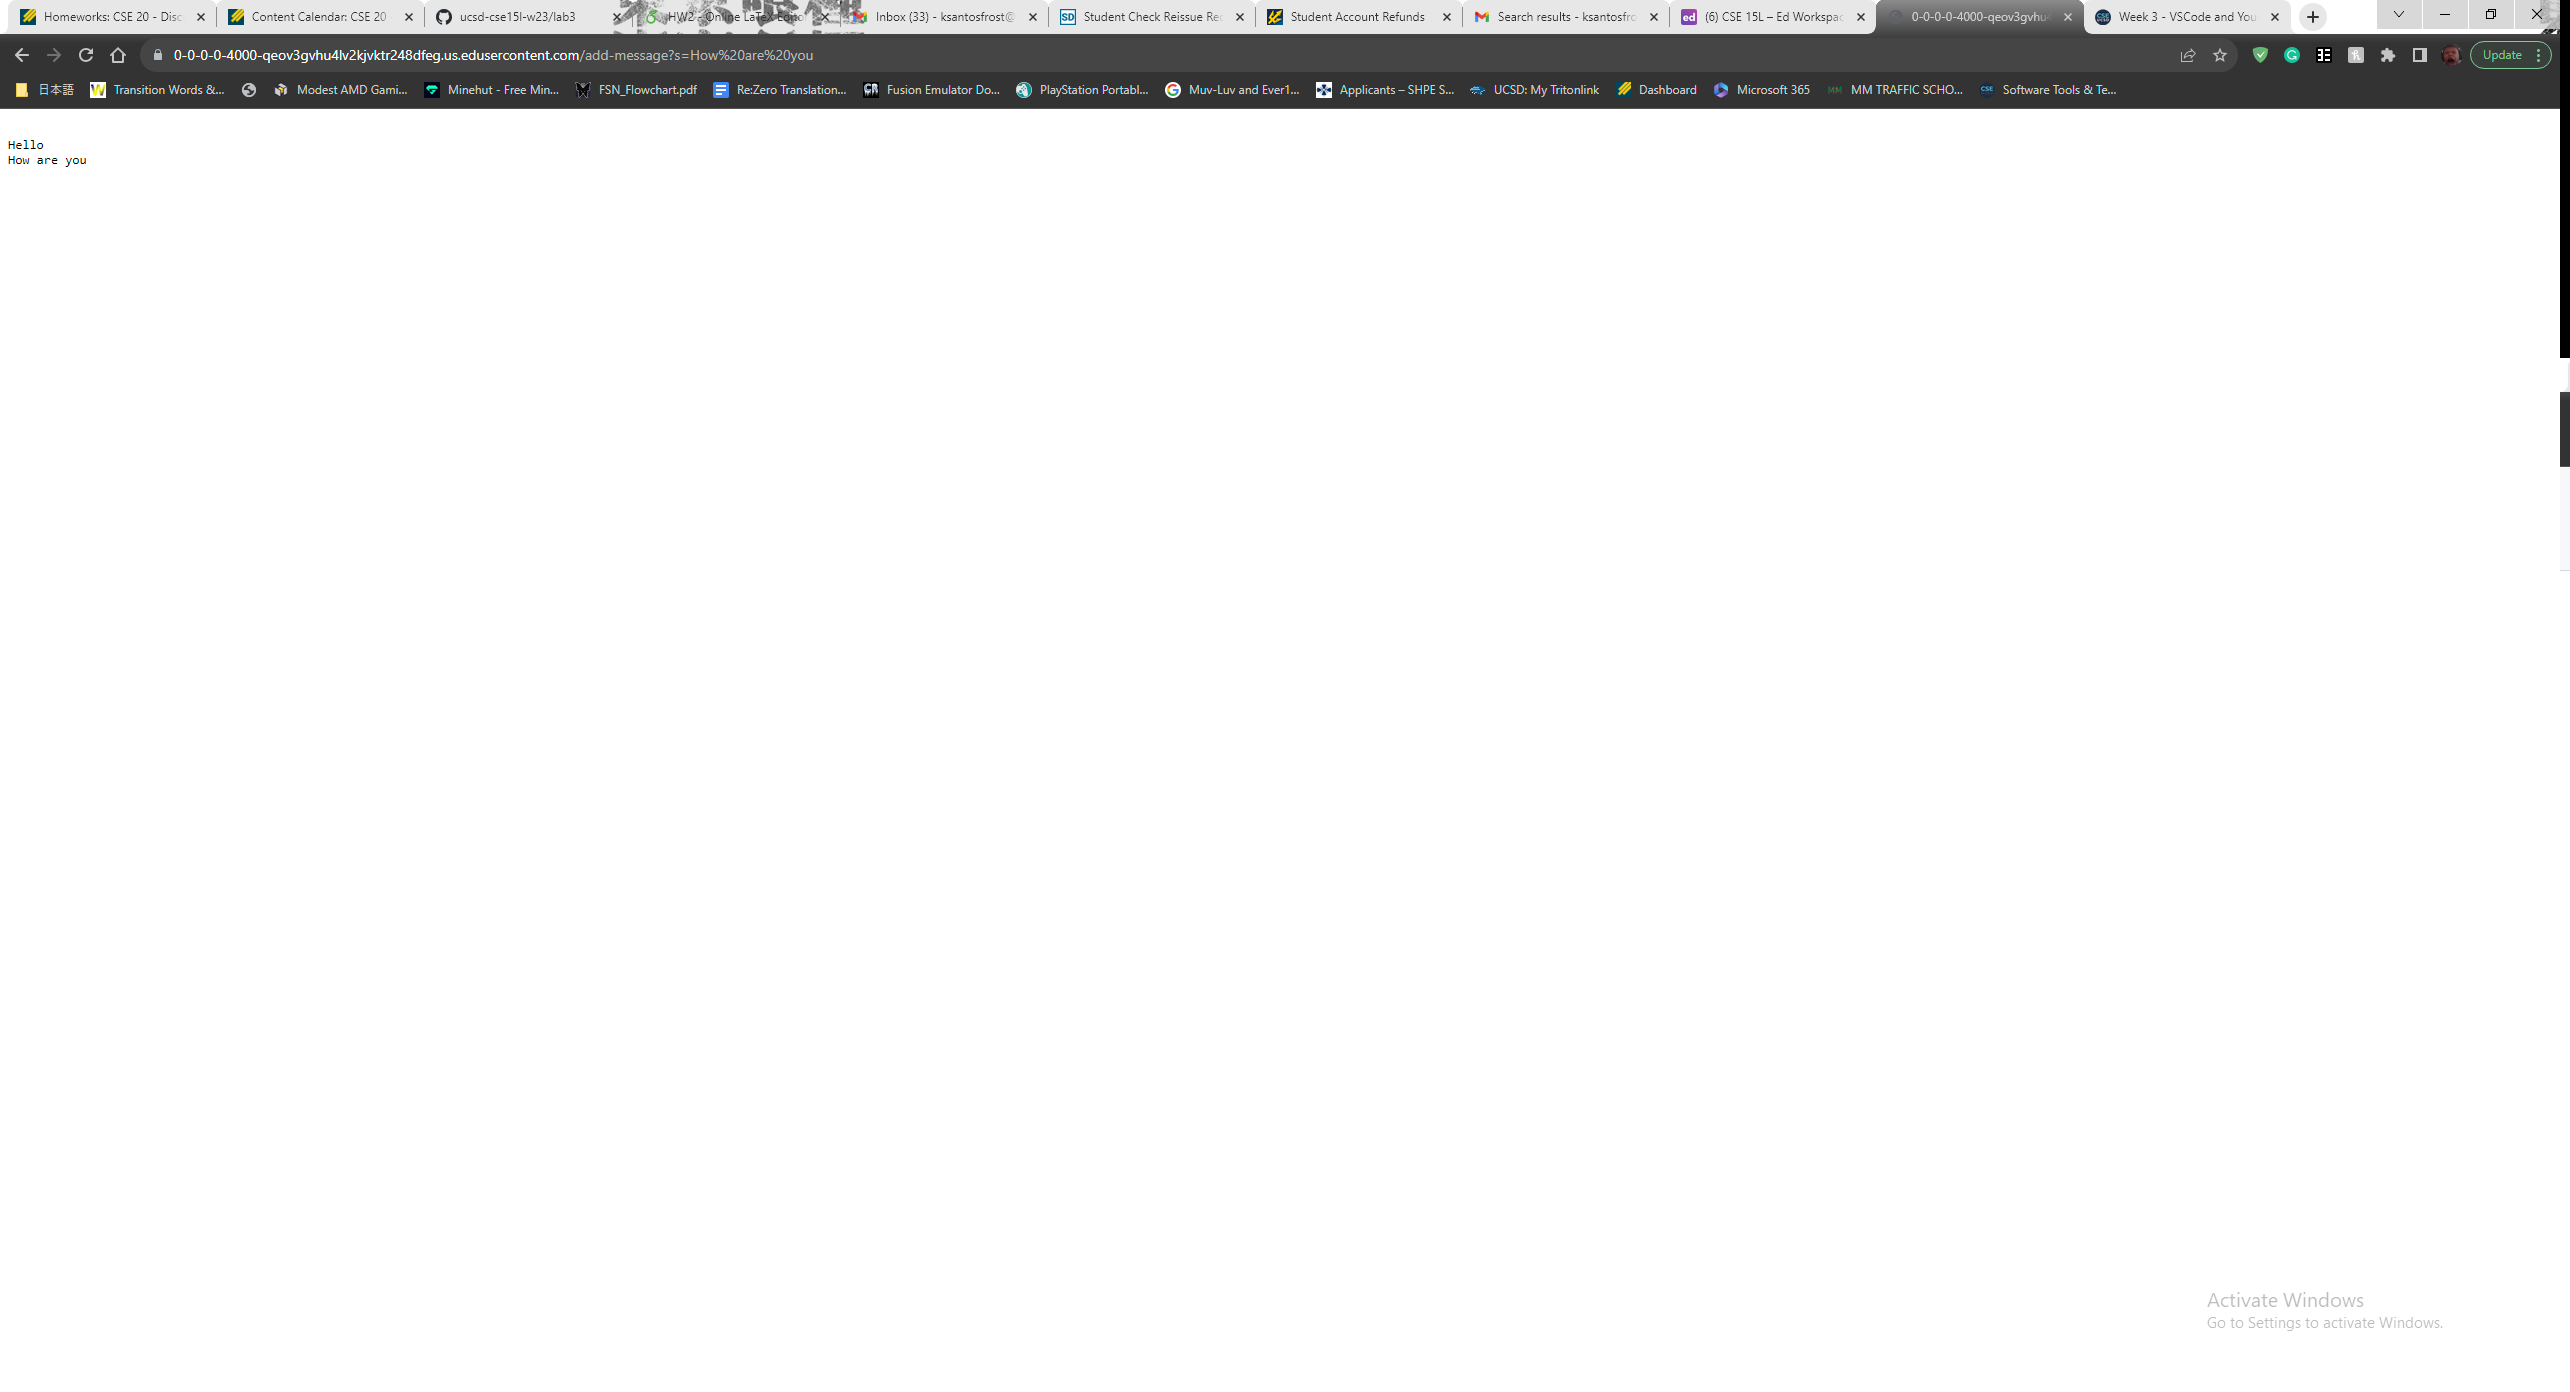 Homeworks: CSE 20 - Disc
Content Calendar: CSE 20
ucsd-cse15l-w23/lab3
HW2 - Online LaTeX Editor
Inbox (33) - ksantosfrost@
Student Check Reissue Rec
Student Account Refunds
Search results - ksantosfro
(6) CSE 15L – Ed Workspac
0-0-0-0-4000-qeov3gvhu4
Week 3 - VSCode and You
0-0-0-0-4000-qeov3gvhu4lv2kjvktr248dfeg.us.edusercontent.com/add-message?s=How%20are%20you
Update
日本語
Transition Words &...
Modest AMD Gami...
Minehut - Free Min...
FSN_Flowchart.pdf
Re:Zero Translation...
Fusion Emulator Do...
PlayStation Portabl...
Muv-Luv and Ever1...
Applicants – SHPE S...
UCSD: My Tritonlink
Dashboard
Microsoft 365
MM TRAFFIC SCHO...
Software Tools & Te...
Hello
How are you
Activate Windows
Go to Settings to activate Windows.